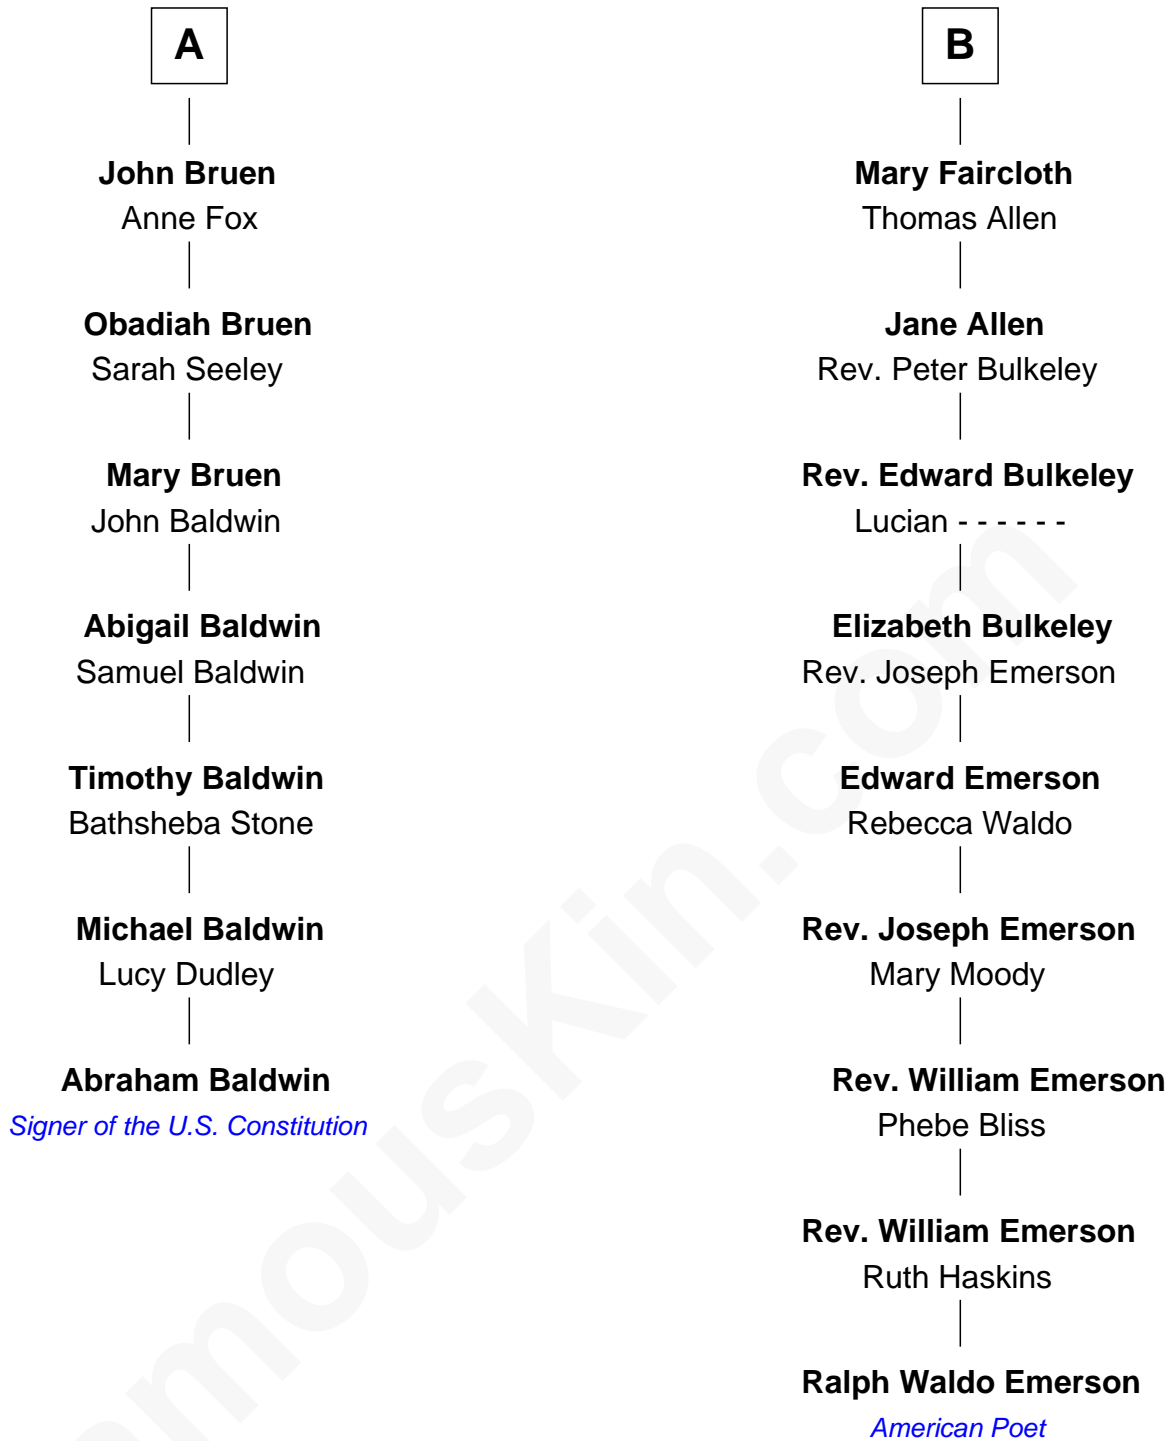 A
John Bruen
Anne Fox
Obadiah Bruen
Sarah Seeley
Mary Bruen
John Baldwin
Abigail Baldwin
Samuel Baldwin
Timothy Baldwin
Bathsheba Stone
Michael Baldwin
Lucy Dudley
Abraham Baldwin
Signer of the U.S. Constitution
B
Mary Faircloth
Thomas Allen
Jane Allen
Rev. Peter Bulkeley
Rev. Edward Bulkeley
Lucian - - - - - -
Elizabeth Bulkeley
Rev. Joseph Emerson
Edward Emerson
Rebecca Waldo
Rev. Joseph Emerson
Mary Moody
Rev. William Emerson
Phebe Bliss
Rev. William Emerson
Ruth Haskins
Ralph Waldo Emerson
American Poet
amouskin.com